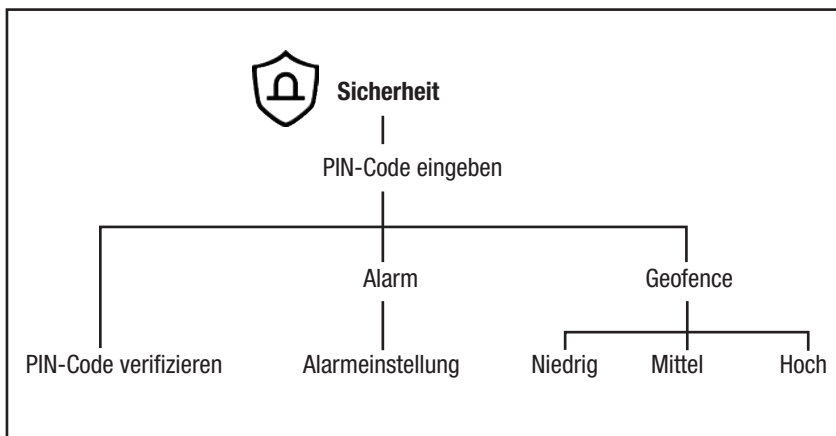 Sicherheit
PIN-Code eingeben
Alarm Geofence
PIN-Code verifizieren Alarmeinstellung Niedrig Mittel Hoch